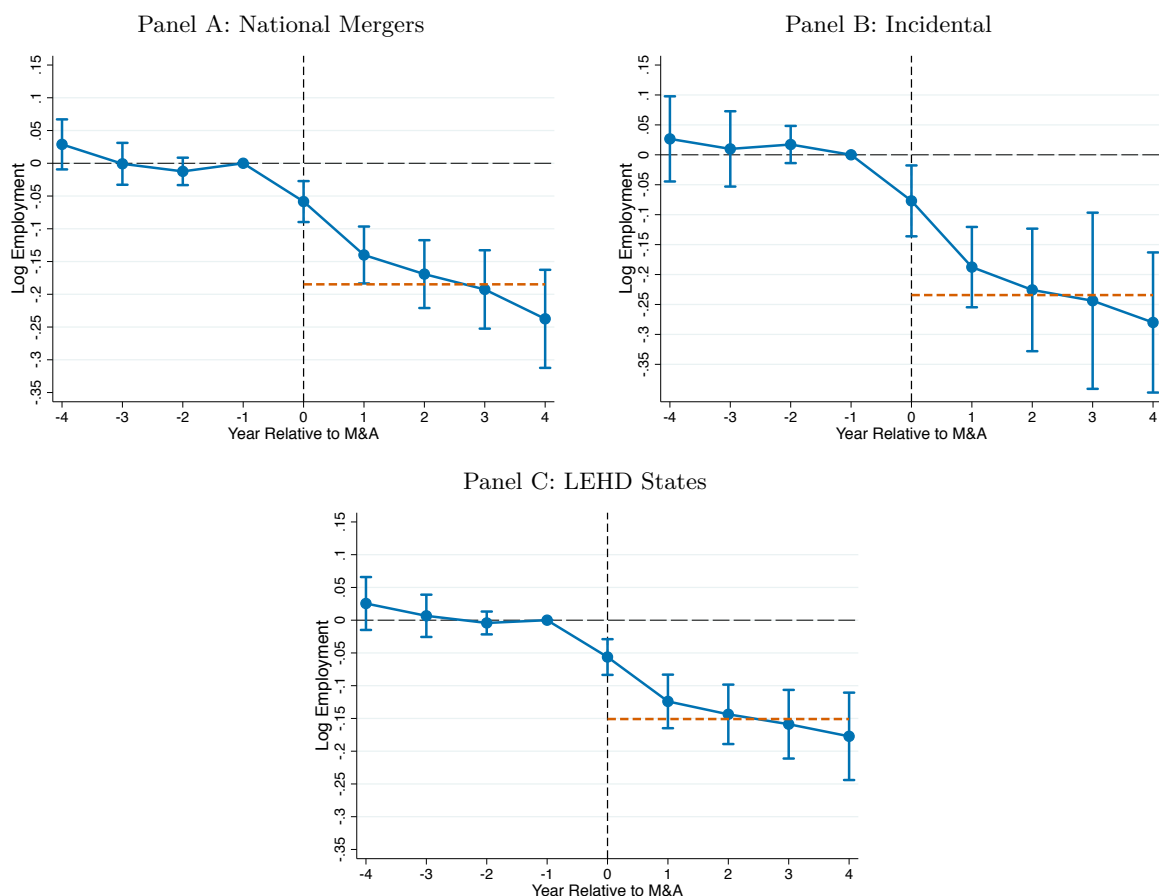 Panel A: National Mergers
Log Employment
.15
.1
.05
0
-.05
-.1
-.15
-.2
-.25
-.3
-.35
-4 -3 -2 -1 0 1 2 3 4
Year Relative to M&A
Panel B: Incidental
Log Employment
.15
.1
.05
0
-.05
-.1
-.15
-.2
-.25
-.3
-.35
-4 -3 -2 -1 0 1 2 3 4
Year Relative to M&A
Panel C: LEHD States
Log Employment
.15
.1
.05
0
-.05
-.1
-.15
-.2
-.25
-.3
-.35
-4 -3 -2 -1 0 1 2 3 4
Year Relative to M&A